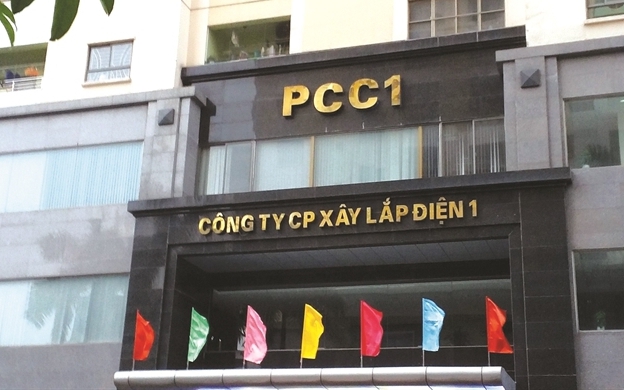 PCC1
CÔNG TY CP XÂY LẮP ĐIỆN 1